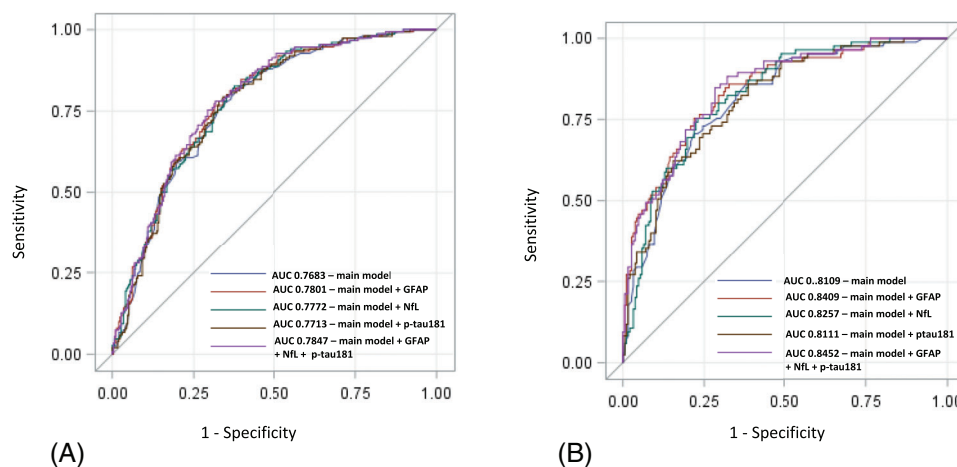 1.00
0.75
0.50
0.25
0.00
Sensitivity
AUC 0.7683 – main model
AUC 0.7801 – main model + GFAP
AUC 0.7772 – main model + NfL
AUC 0.7713 – main model + p-tau181
AUC 0.7847 – main model + GFAP
+ NfL + p-tau181
0.00 0.25 0.50 0.75 1.00
1 - Specificity
(A)
1.00
0.75
0.50
0.25
0.00
Sensitivity
AUC 0..8109 – main model
AUC 0.8409 – main model + GFAP
AUC 0.8257 – main model + NfL
AUC 0.8111 – main model + ptau181
AUC 0.8452 – main model + GFAP
+ NfL + p-tau181
0.00 0.25 0.50 0.75 1.00
1 - Specificity
(B)